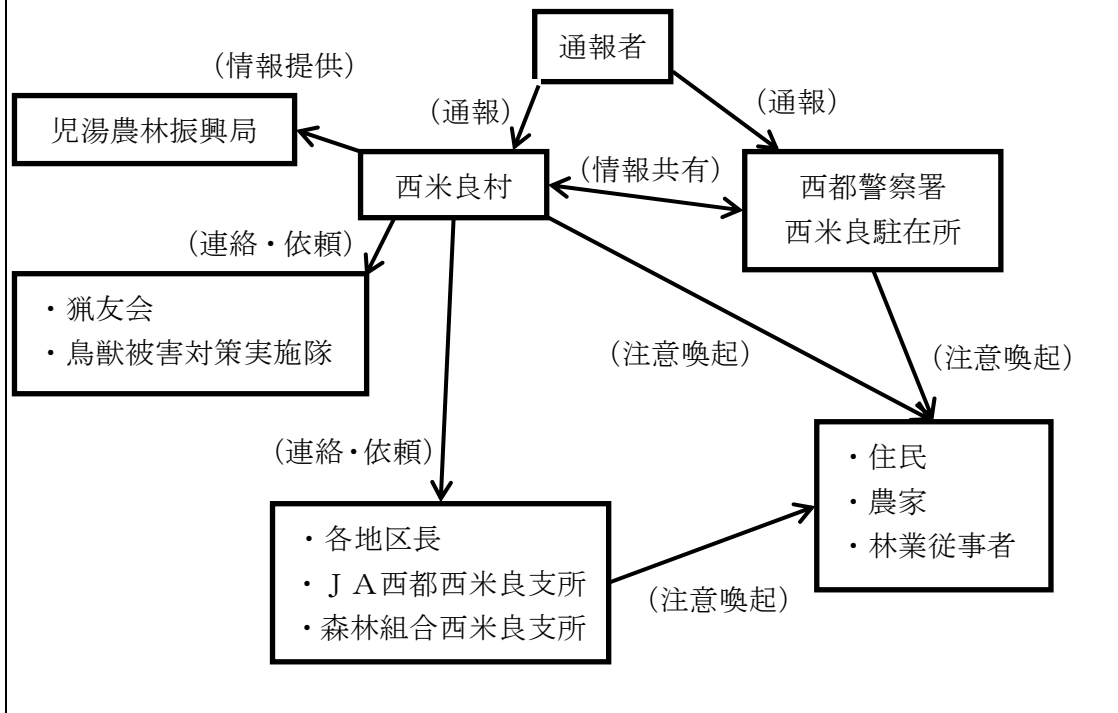 通報者
（情報提供）
（通報）
（通報）
児湯農林振興局
西米良村
（情報共有）
西都警察署
西米良駐在所
（連絡・依頼）
・猟友会
・鳥獣被害対策実施隊
（注意喚起）
（注意喚起）
（連絡・依頼）
・住民
・農家
・林業従事者
・各地区長
・ＪＡ西都西米良支所
・森林組合西米良支所
（注意喚起）